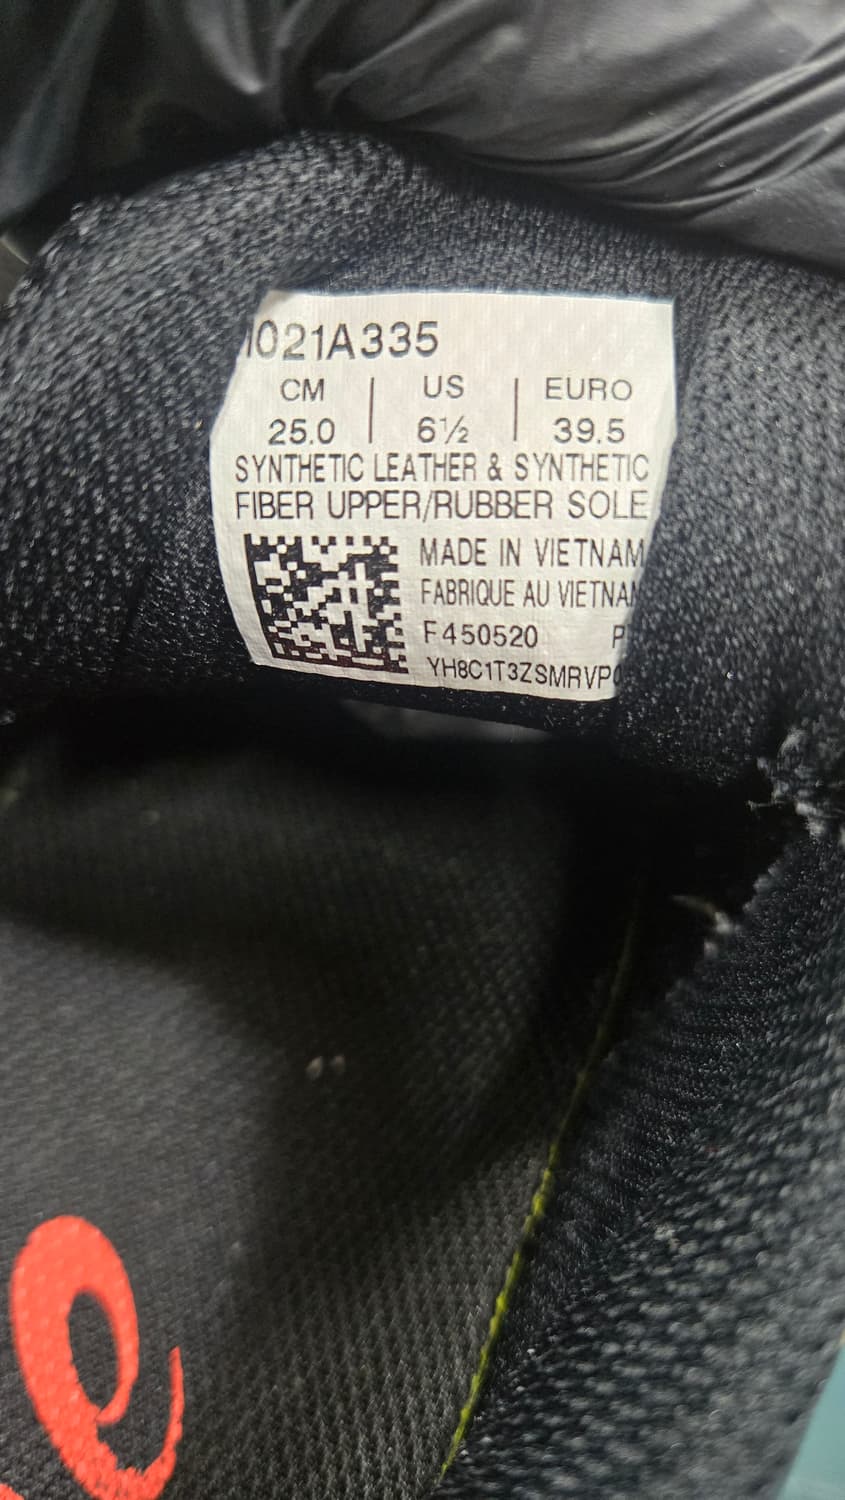 1021A335
CM | US | EURO
25.0 | 6½ | 39.5
SYNTHETIC LEATHER & SYNTHETIC
FIBER UPPER/RUBBER SOLE
MADE IN VIETNAM
FABRIQUE AU VIETNAM
F450520 P
YH8C1T3ZSMRVP